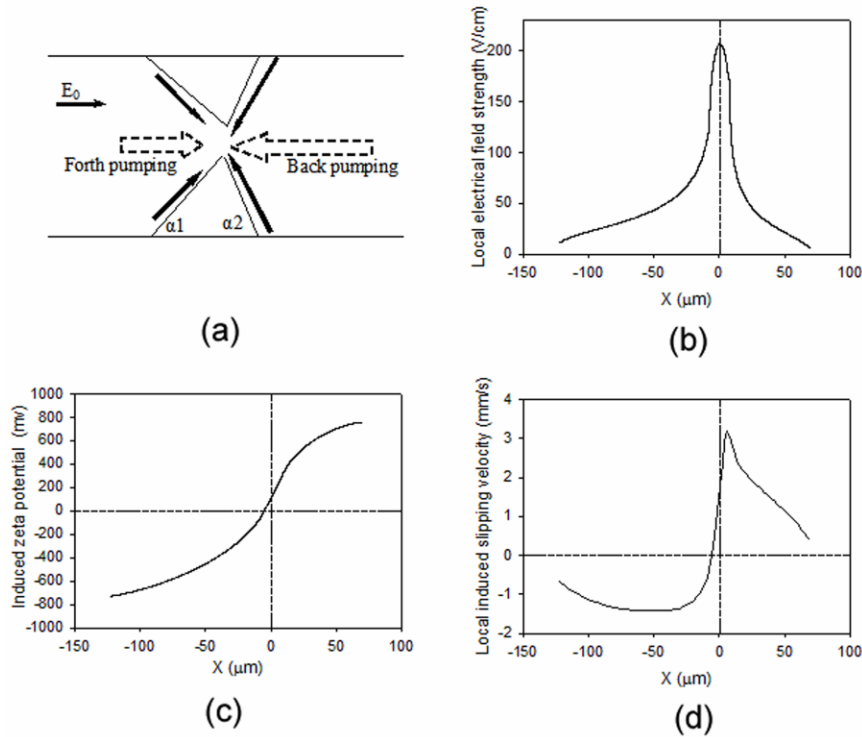 E₀
Forth pumping
Back pumping
α1
α2
(a)
Local electrical field strength (V/cm)
200
150
100
50
0
-150 -100 -50 0 50 100
X (μm)
(b)
Induced zeta potential (mv)
1000
800
600
400
200
0
-200
-400
-600
-800
-1000
-150 -100 -50 0 50 100
X (μm)
(c)
Local induced slipping velocity (mm/s)
4
3
2
1
0
-1
-2
-150 -100 -50 0 50 100
X (μm)
(d)